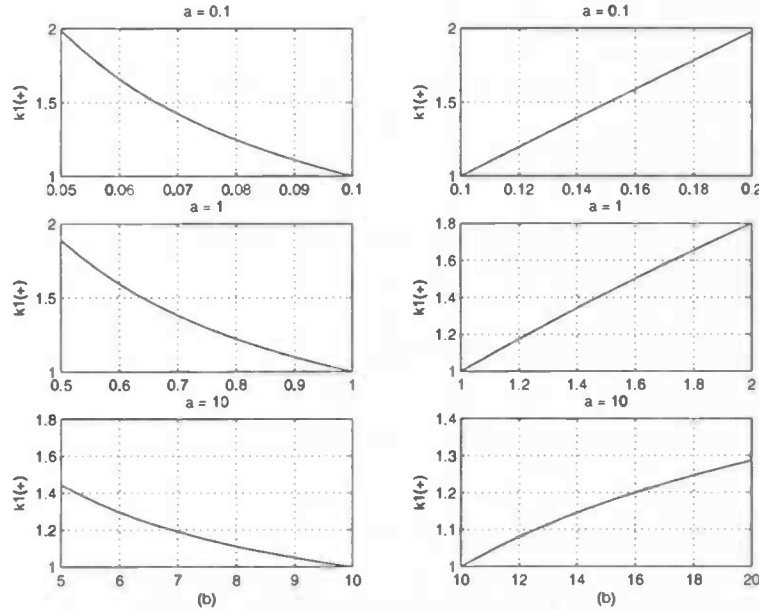 a = 0.1
k1(+)
2
1.5
1
0.05 0.06 0.07 0.08 0.09 0.1
a = 0.1
k1(+)
2
1.5
1
0.1 0.12 0.14 0.16 0.18 0.2
a = 1
k1(+)
2
1.5
1
0.5 0.6 0.7 0.8 0.9 1
a = 1
k1(+)
1.8
1.6
1.4
1.2
1
1 1.2 1.4 1.6 1.8 2
a = 10
k1(+)
1.8
1.6
1.4
1.2
1
5 6 7 8 9 10
(b)
a = 10
k1(+)
1.4
1.3
1.2
1.1
1
10 12 14 16 18 20
(b)